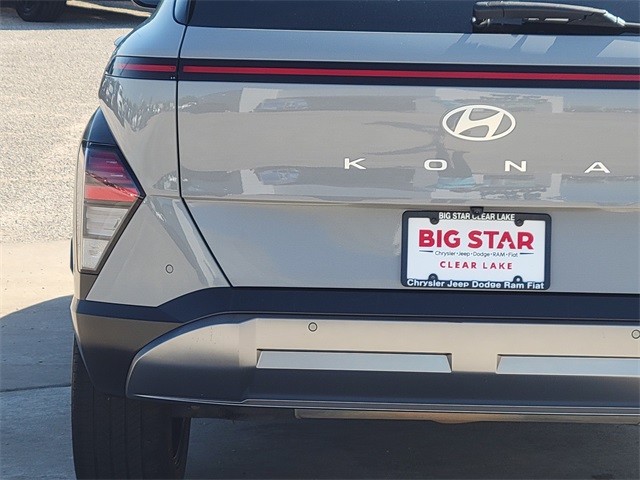 KONA
BIG STAR CLEAR LAKE
BIG STAR
Chrysler•Jeep•Dodge•RAM•Fiat
CLEAR LAKE
Chrysler Jeep Dodge RAM Fiat